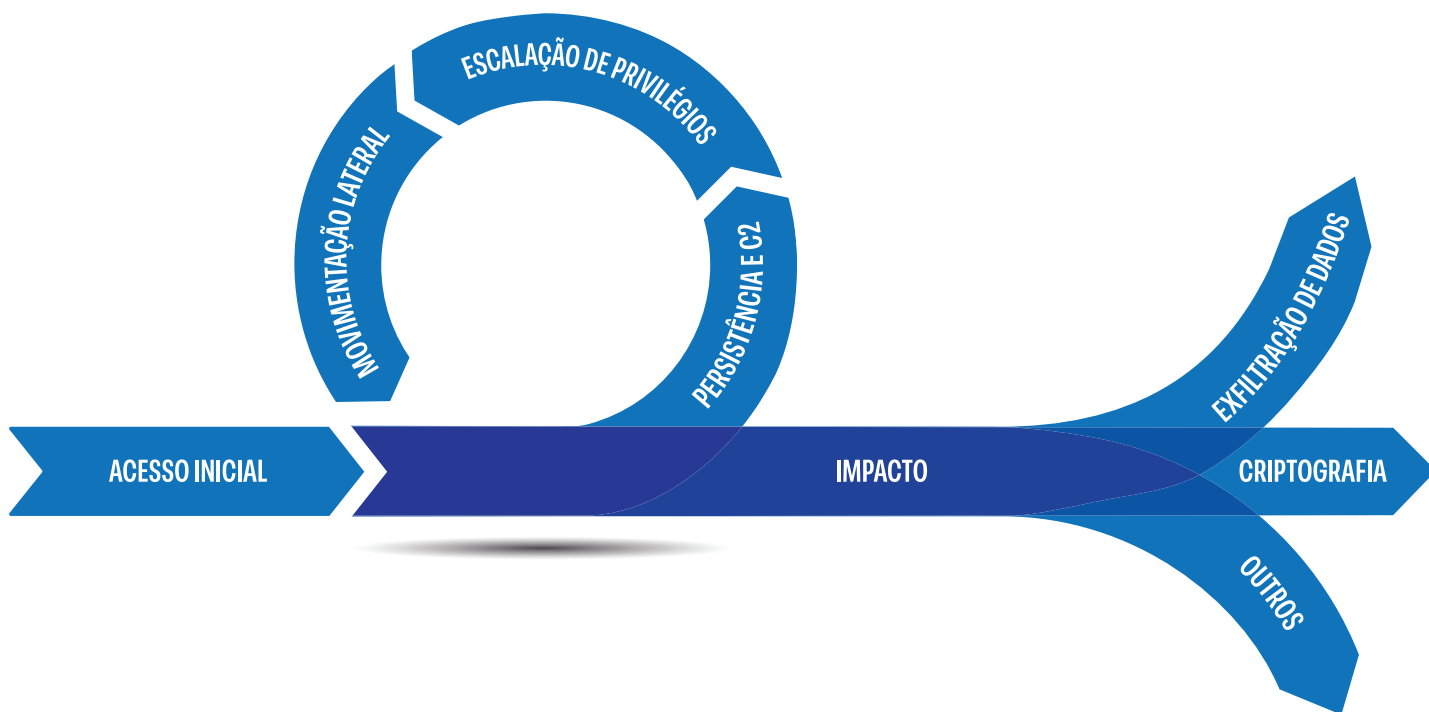 ACESSO INICIAL
PERSISTÊNCIA E C2
ESCALAÇÃO DE PRIVILÉGIOS
MOVIMENTAÇÃO LATERAL
IMPACTO
EXFILTRAÇÃO DE DADOS
CRIPTOGRAFIA
OUTROS